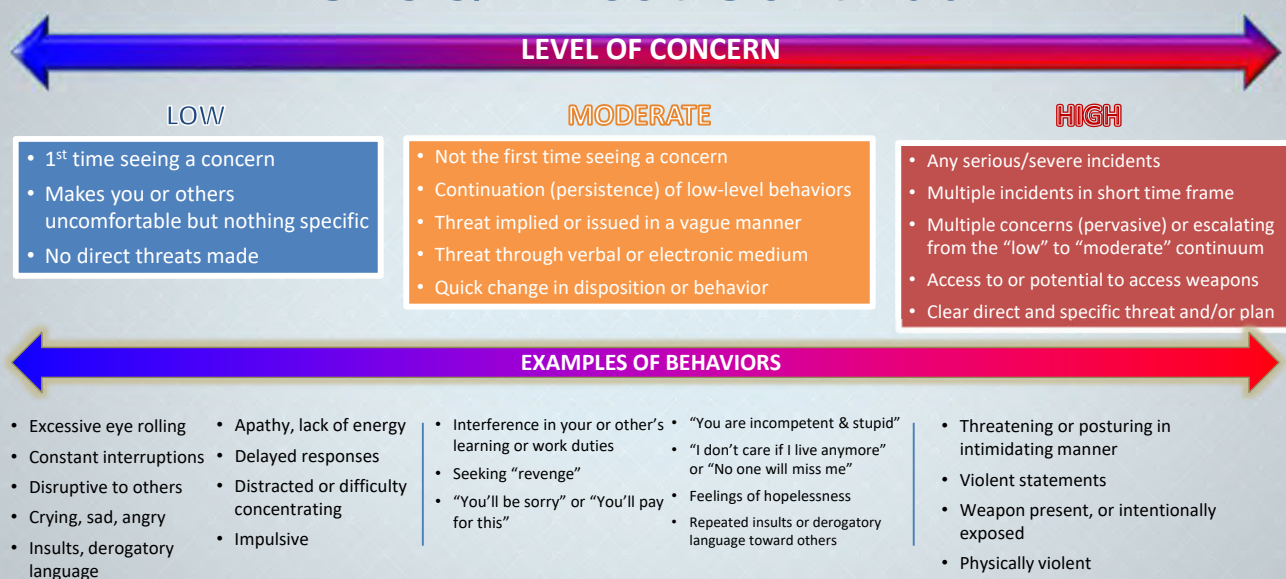 LEVEL OF CONCERN
LOW
• 1st time seeing a concern
• Makes you or others
uncomfortable but nothing specific
• No direct threats made
MODERATE
• Not the first time seeing a concern
• Continuation (persistence) of low-level behaviors
• Threat implied or issued in a vague manner
• Threat through verbal or electronic medium
• Quick change in disposition or behavior
HIGH
• Any serious/severe incidents
• Multiple incidents in short time frame
• Multiple concerns (pervasive) or escalating
from the “low” to “moderate” continuum
• Access to or potential to access weapons
• Clear direct and specific threat and/or plan
EXAMPLES OF BEHAVIORS
• Excessive eye rolling
• Constant interruptions
• Disruptive to others
• Crying, sad, angry
• Insults, derogatory
language
• Apathy, lack of energy
• Delayed responses
• Distracted or difficulty
concentrating
• Impulsive
• Interference in your or other’s
learning or work duties
• Seeking “revenge”
• “You’ll be sorry” or “You’ll pay
for this”
• “You are incompetent & stupid”
• “I don’t care if I live anymore”
or “No one will miss me”
• Feelings of hopelessness
• Repeated insults or derogatory
language toward others
• Threatening or posturing in
intimidating manner
• Violent statements
• Weapon present, or intentionally
exposed
• Physically violent